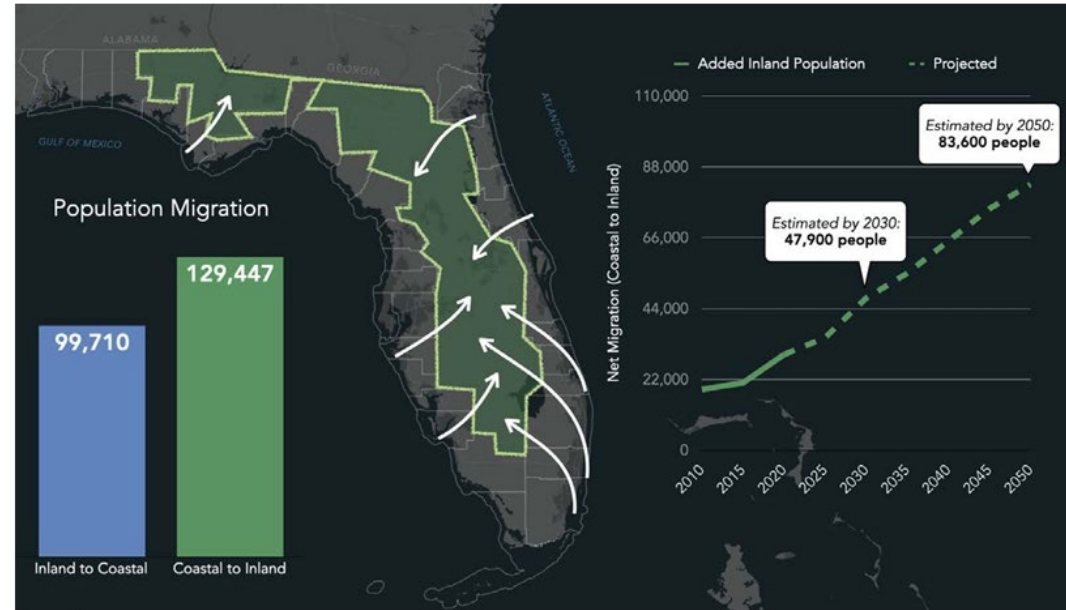 ALABAMA
GEORGIA
GULF OF MEXICO
ATLANTIC OCEAN
Population Migration
129,447
99,710
Inland to Coastal
Coastal to Inland
Added Inland Population
Projected
Net Migration (Coastal to Inland)
110,000
88,000
66,000
44,000
22,000
0
Estimated by 2050:
83,600 people
Estimated by 2030:
47,900 people
2010
2015
2020
2025
2030
2035
2040
2045
2050